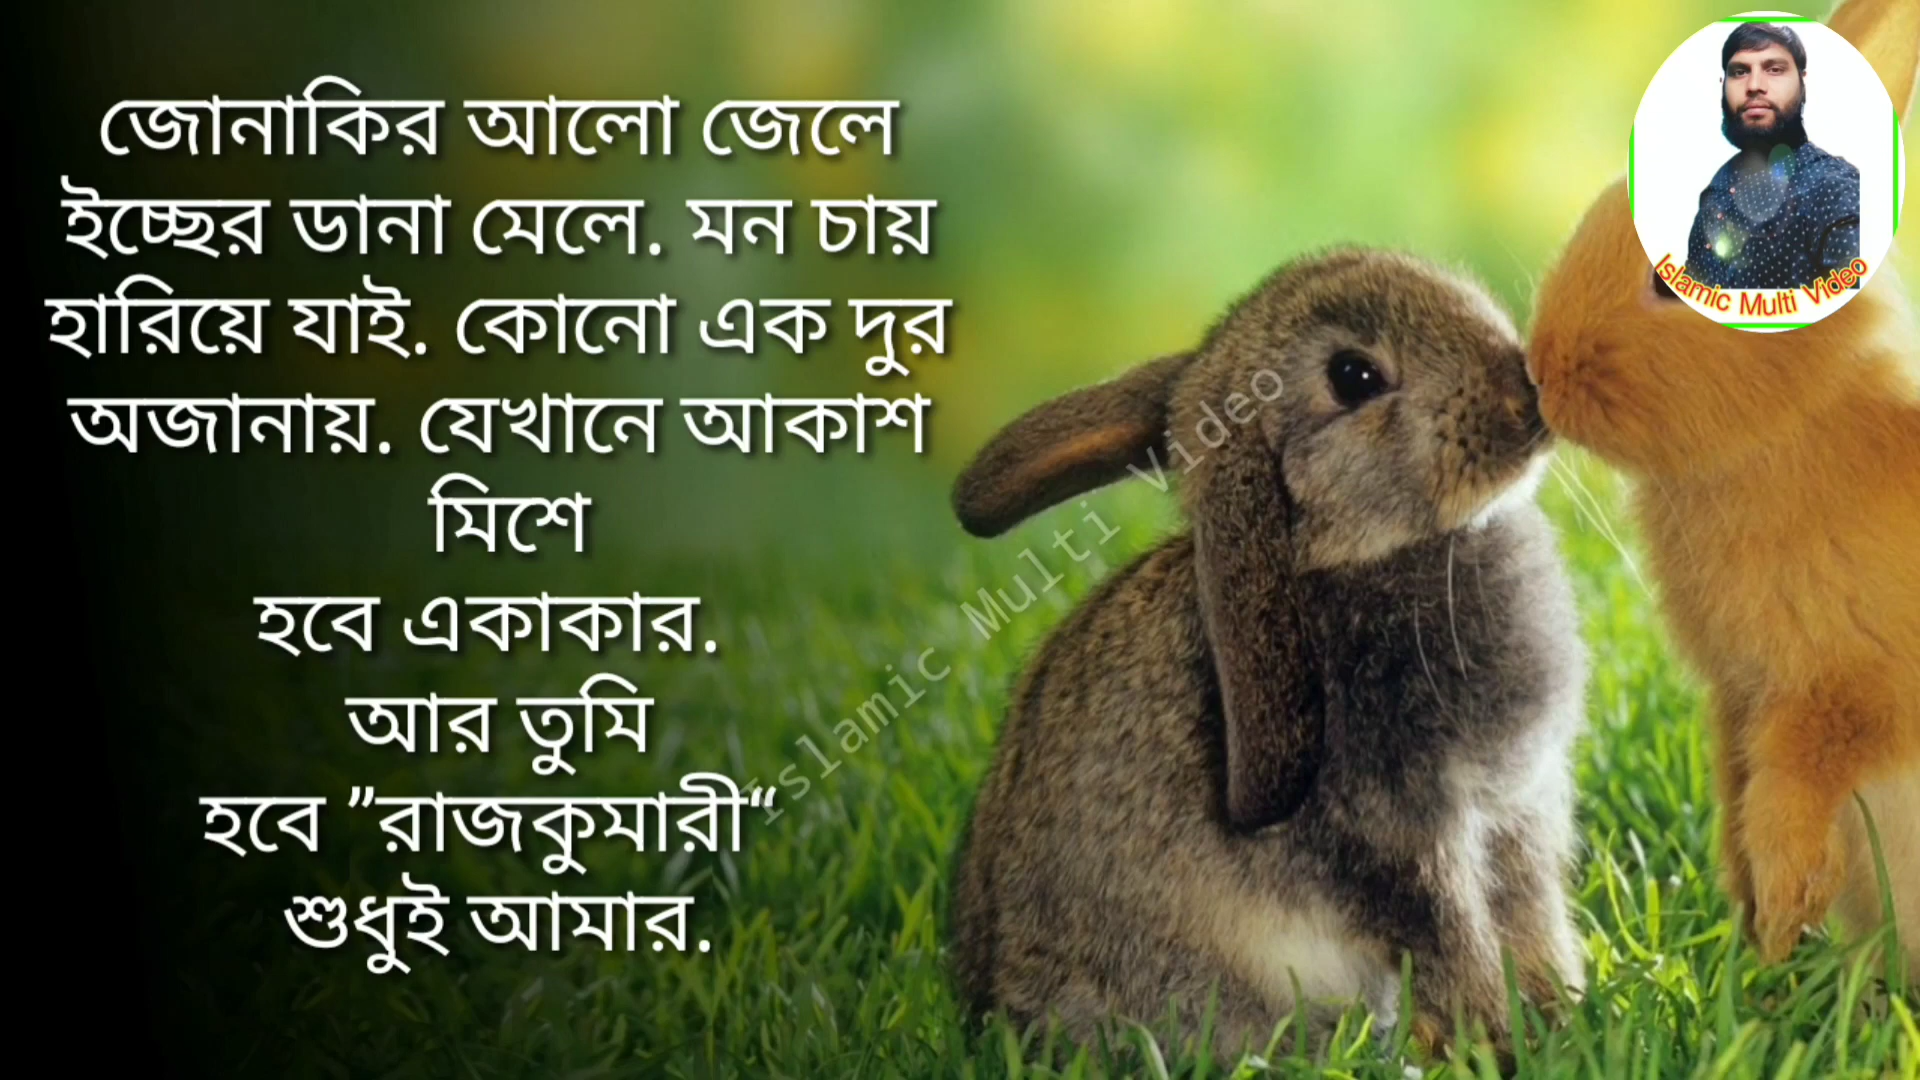 জোনাকির আলো জেলে
ইচ্ছের ডানা মেলে. মন চায়
হারিয়ে যাই. কোনো এক দুর
অজানায়. যেখানে আকাশ
মিশে
হবে একাকার.
আর তুমি
হবে ”রাজকুমারী“
শুধুই আমার.
Islamic Multi Video
Islamic Multi Video